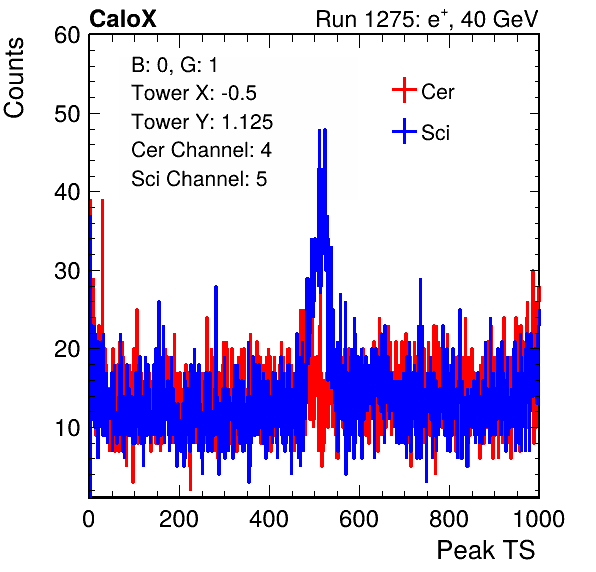 CaloX Run 1275: e+, 40 GeV
Counts
60
50
40
30
20
10
B: 0, G: 1
Tower X: -0.5
Tower Y: 1.125
Cer Channel: 4
Sci Channel: 5
Cer
Sci
0 200 400 600 800 1000
Peak TS